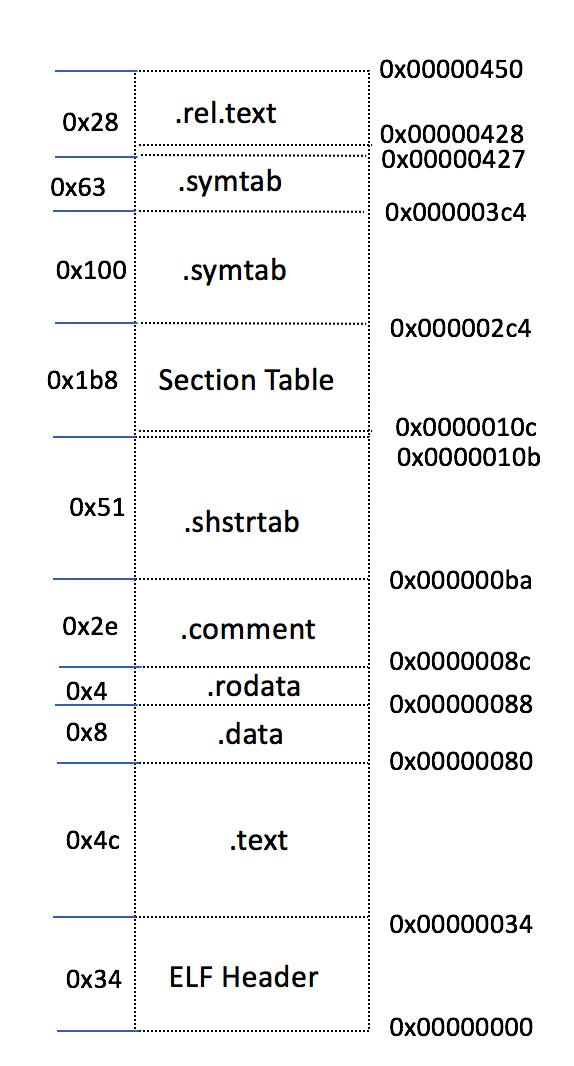 0x00000450
0x28
.rel.text
0x00000428
0x00000427
0x63
.symtab
0x000003c4
0x100
.symtab
0x000002c4
0x1b8
Section Table
0x0000010c
0x0000010b
0x51
.shstrtab
0x000000ba
0x2e
.comment
0x0000008c
0x4
.rodata
0x00000088
0x8
.data
0x00000080
0x4c
.text
0x00000034
0x34
ELF Header
0x00000000